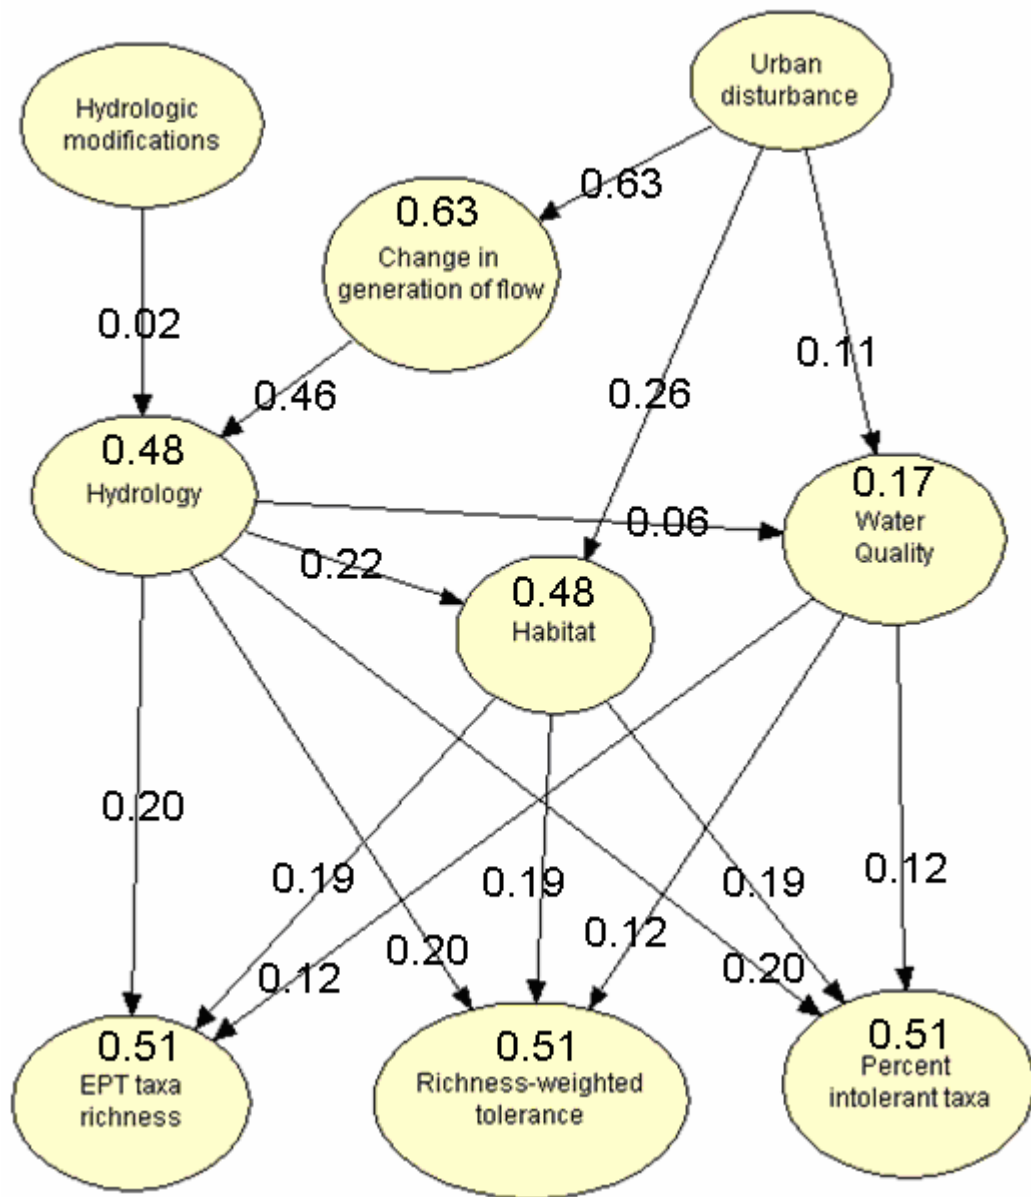 Hydrologic
modifications
Urban
disturbance
0.63
0.63
Change in
generation of flow
0.02
0.46
0.26
0.11
0.48
Hydrology
0.17
Water
Quality
0.06
0.22
0.48
Habitat
0.20
0.19
0.19
0.19
0.12
0.20
0.12
0.12
0.20
0.51
EPT taxa
richness
0.51
Richness-weighted
tolerance
0.51
Percent
intolerant taxa